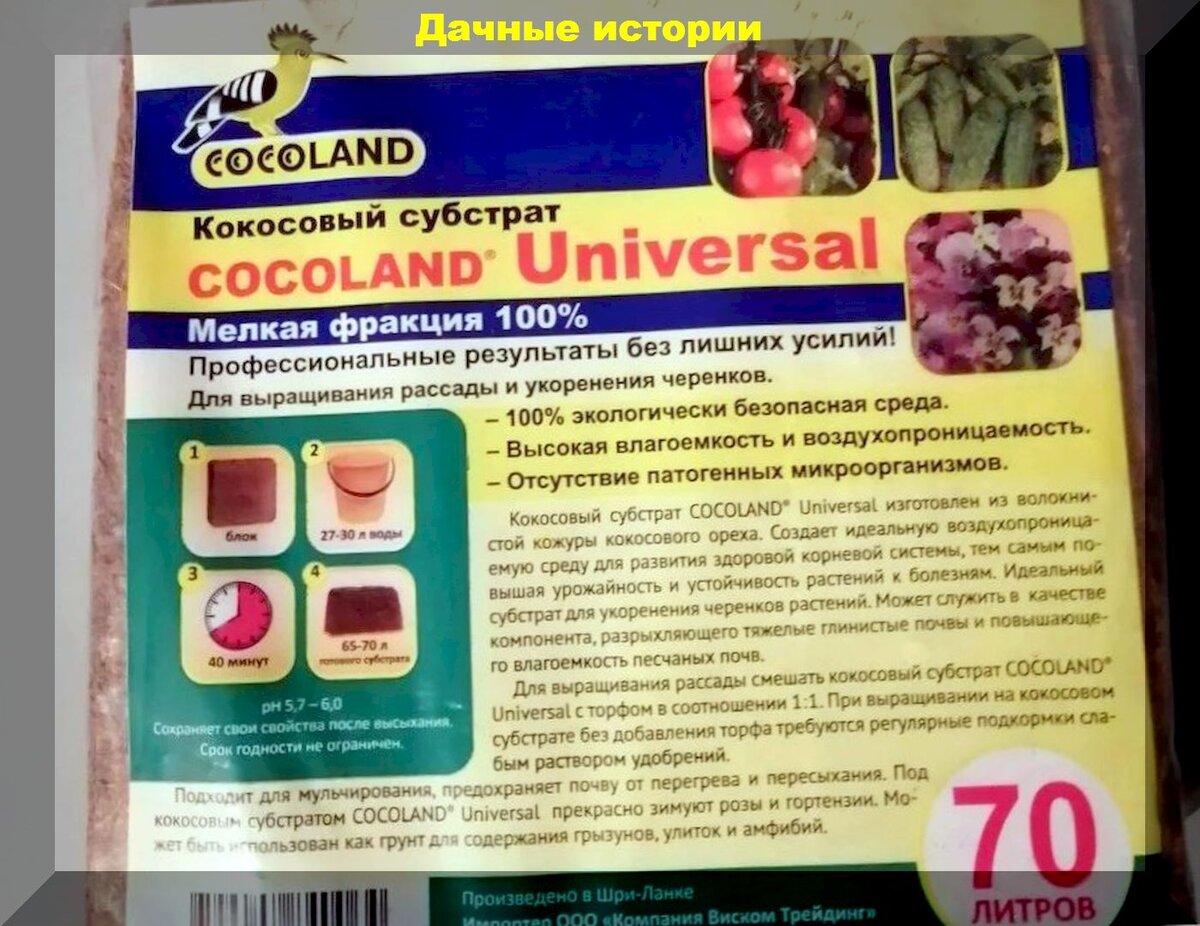 Дачные истории
COCOLAND
Кокосовый субстрат
COCOLAND® Universal
Мелкая фракция 100%
Профессиональные результаты без лишних усилий!
Для выращивания рассады и укоренения черенков.
– 100% экологически безопасная среда.
– Высокая влагоемкость и воздухопроницаемость.
– Отсутствие патогенных микроорганизмов.
1
блок
2
27-30 л воды
3
40 минут
4
65-70 л
готового субстрата
pH 5,7 – 6,0
Сохраняет свои свойства после высыхания.
Срок годности не ограничен.
Кокосовый субстрат COCOLAND® Universal изготовлен из волокни-
стой кожуры кокосового ореха. Создает идеальную воздухопроница-
емую среду для развития здоровой корневой системы, тем самым по-
вышая урожайность и устойчивость растений к болезням. Идеальный
субстрат для укоренения черенков растений. Может служить в качестве
компонента, разрыхляющего тяжелые глинистые почвы и повышающе-
го влагоемкость песчаных почв.
Для выращивания рассады смешать кокосовый субстрат COCOLAND®
Universal с торфом в соотношении 1:1. При выращивании на кокосовом
субстрате без добавления торфа требуются регулярные подкормки сла-
бым раствором удобрений.
Подходит для мульчирования, предохраняет почву от перегрева и пересыхания. Под
кокосовым субстратом COCOLAND® Universal прекрасно зимуют розы и гортензии. Мо-
жет быть использован как грунт для содержания грызунов, улиток и амфибий.
70
ЛИТРОВ
Произведено в Шри-Ланке
Импортер ООО «Компания Виском Трейдинг»